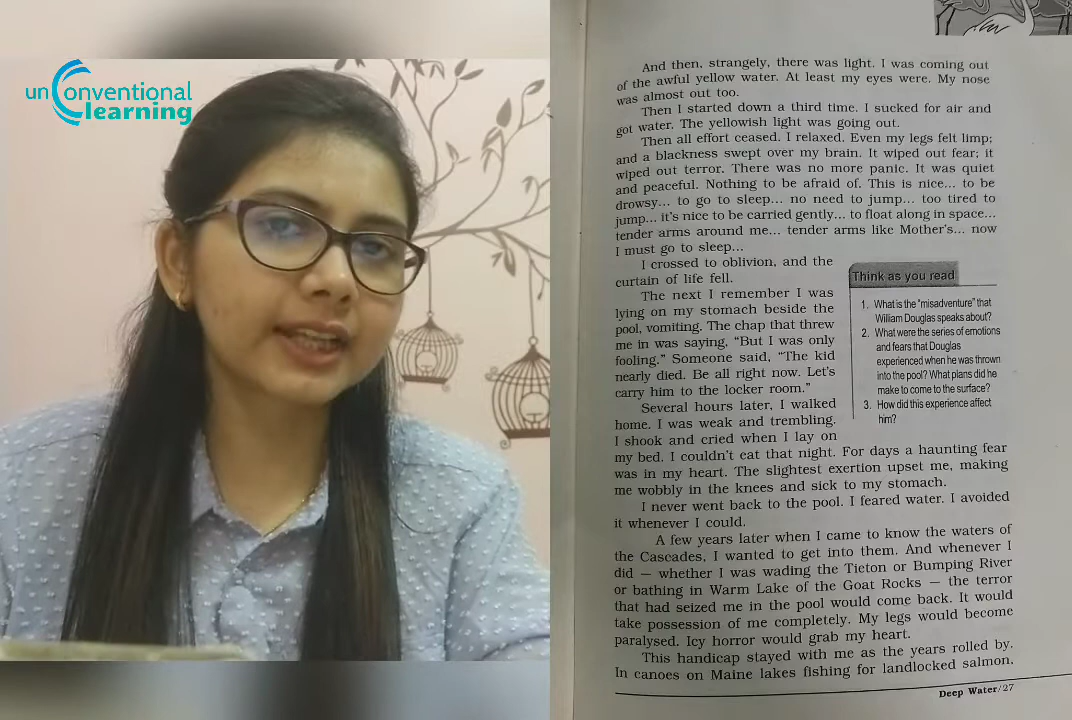 unConventional
learning
And then, strangely, there was light. I was coming out
of the awful yellow water. At least my eyes were. My nose
was almost out too.
Then I started down a third time. I sucked for air and
got water. The yellowish light was going out.
Then all effort ceased. I relaxed. Even my legs felt limp;
and a blackness swept over my brain. It wiped out fear; it
wiped out terror. There was no more panic. It was quiet
and peaceful. Nothing to be afraid of. This is nice... to be
drowsy... to go to sleep... no need to jump... too tired to
jump... it's nice to be carried gently... to float along in space...
tender arms around me... tender arms like Mother's... now
I must go to sleep...
I crossed to oblivion, and the
curtain of life fell.
The next I remember I was
lying on my stomach beside the
pool, vomiting. The chap that threw
me in was saying, "But I was only
fooling." Someone said, "The kid
nearly died. Be all right now. Let's
carry him to the locker room."
Several hours later, I walked
home. I was weak and trembling.
I shook and cried when I lay on
my bed. I couldn't eat that night. For days a haunting fear
was in my heart. The slightest exertion upset me, making
me wobbly in the knees and sick to my stomach.
I never went back to the pool. I feared water. I avoided
it whenever I could.
A few years later when I came to know the waters of
the Cascades, I wanted to get into them. And whenever I
did — whether I was wading the Tieton or Bumping River
or bathing in Warm Lake of the Goat Rocks — the terror
that had seized me in the pool would come back. It would
take possession of me completely. My legs would become
paralysed. Icy horror would grab my heart.
This handicap stayed with me as the years rolled by.
In canoes on Maine lakes fishing for landlocked salmon,
Think as you read
1. What is the "misadventure" that
William Douglas speaks about?
2. What were the series of emotions
and fears that Douglas
experienced when he was thrown
into the pool? What plans did he
make to come to the surface?
3. How did this experience affect
him?
Deep Water/27